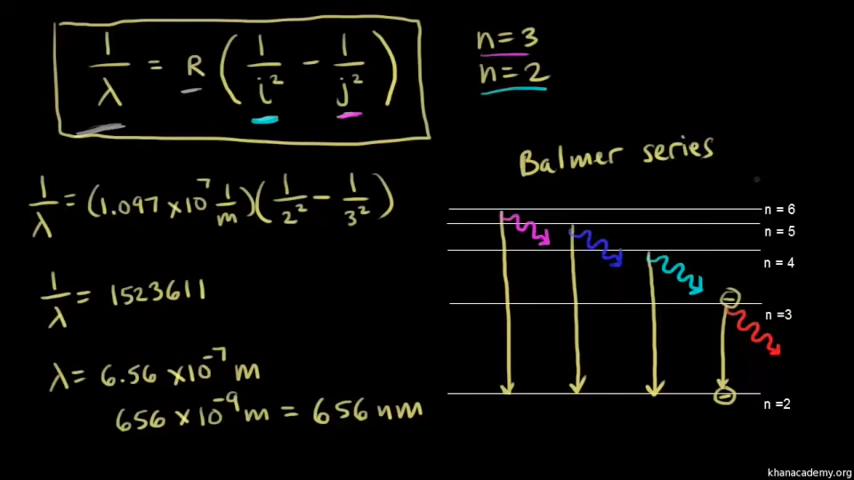 1/λ = R (1/i² − 1/j²)
n=3
n=2
Balmer series
1/λ = (1.097 ×10⁷ 1/m)(1/2² − 1/3²)
1/λ = 1523611
λ = 6.56 ×10⁻⁷ m
656 ×10⁻⁹ m = 656 nm
n = 6
n = 5
n = 4
n =3
n =2
khanacademy.org